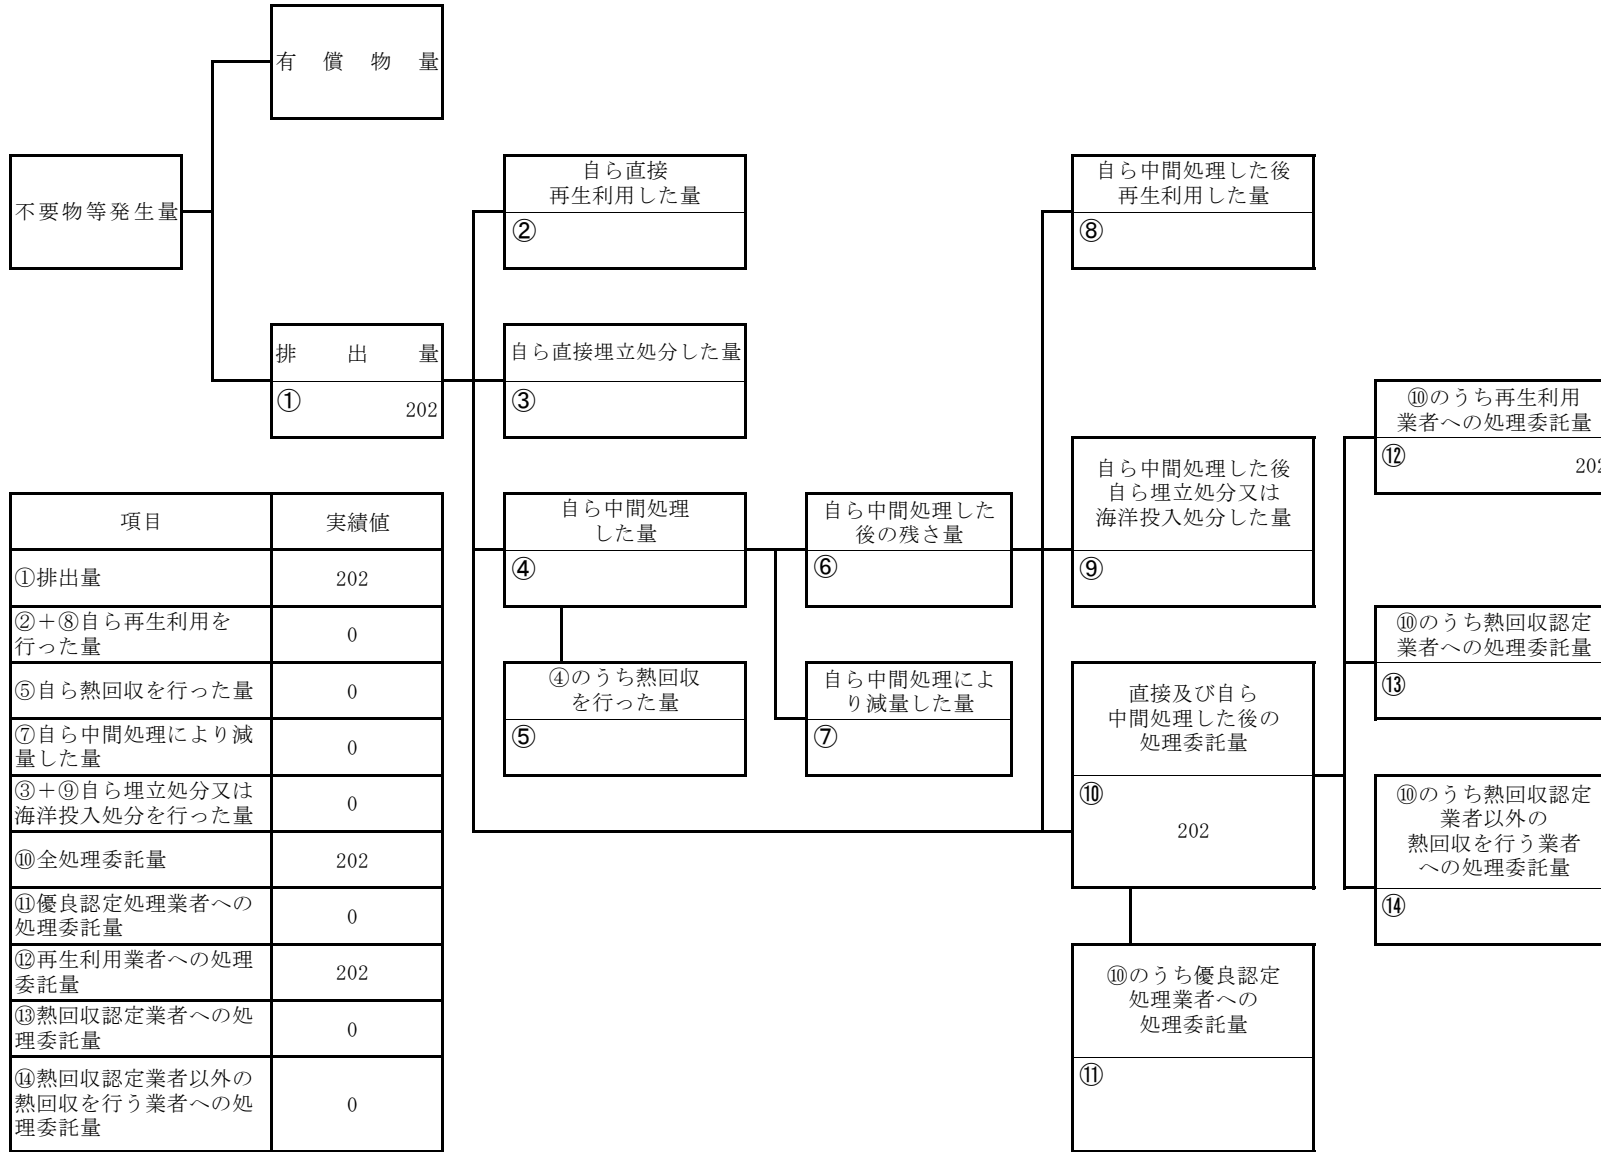 有償物量
不要物等発生量
自ら直接
再生利用した量
②
自ら中間処理した後
再生利用した量
⑧
排出量
①
202
自ら直接埋立処分した量
③
⑩のうち再生利用
業者への処理委託量
⑫
202
自ら中間処理
した量
④
自ら中間処理した
後の残さ量
⑥
自ら中間処理した後
自ら埋立処分又は
海洋投入処分した量
⑨
⑩のうち熱回収認定
業者への処理委託量
⑬
④のうち熱回収
を行った量
⑤
自ら中間処理によ
り減量した量
⑦
直接及び自ら
中間処理した後の
処理委託量
⑩
202
⑩のうち熱回収認定
業者以外の
熱回収を行う業者
への処理委託量
⑭
⑩のうち優良認定
処理業者への
処理委託量
⑪
項目 実績値
①排出量 202
②+⑧自ら再生利用を
行った量 0
⑤自ら熱回収を行った量 0
⑦自ら中間処理により減
量した量 0
③+⑨自ら埋立処分又は
海洋投入処分を行った量 0
⑩全処理委託量 202
⑪優良認定処理業者への
処理委託量 0
⑫再生利用業者への処理
委託量 202
⑬熱回収認定業者への処
理委託量 0
⑭熱回収認定業者以外の
熱回収を行う業者への処
理委託量 0